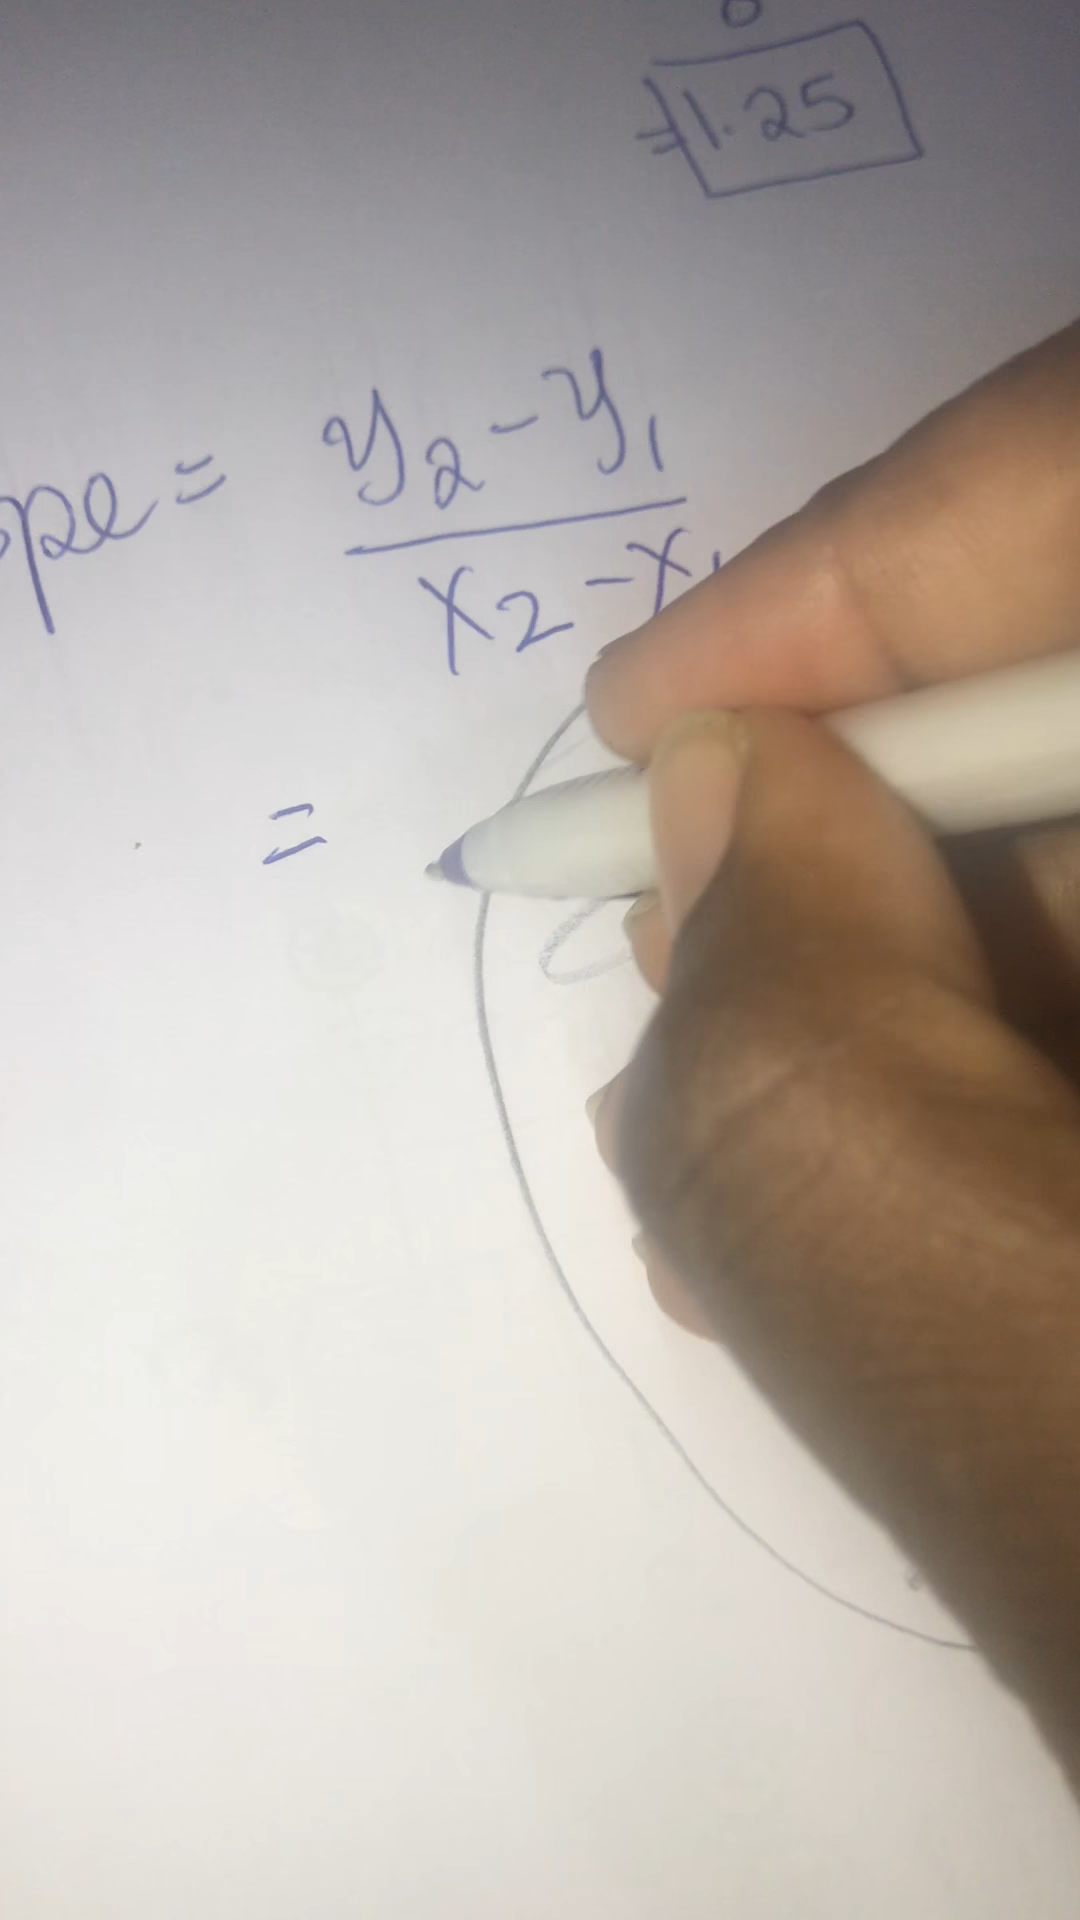 = 1.25
pe = y₂ - y₁
x₂ - x₁
=